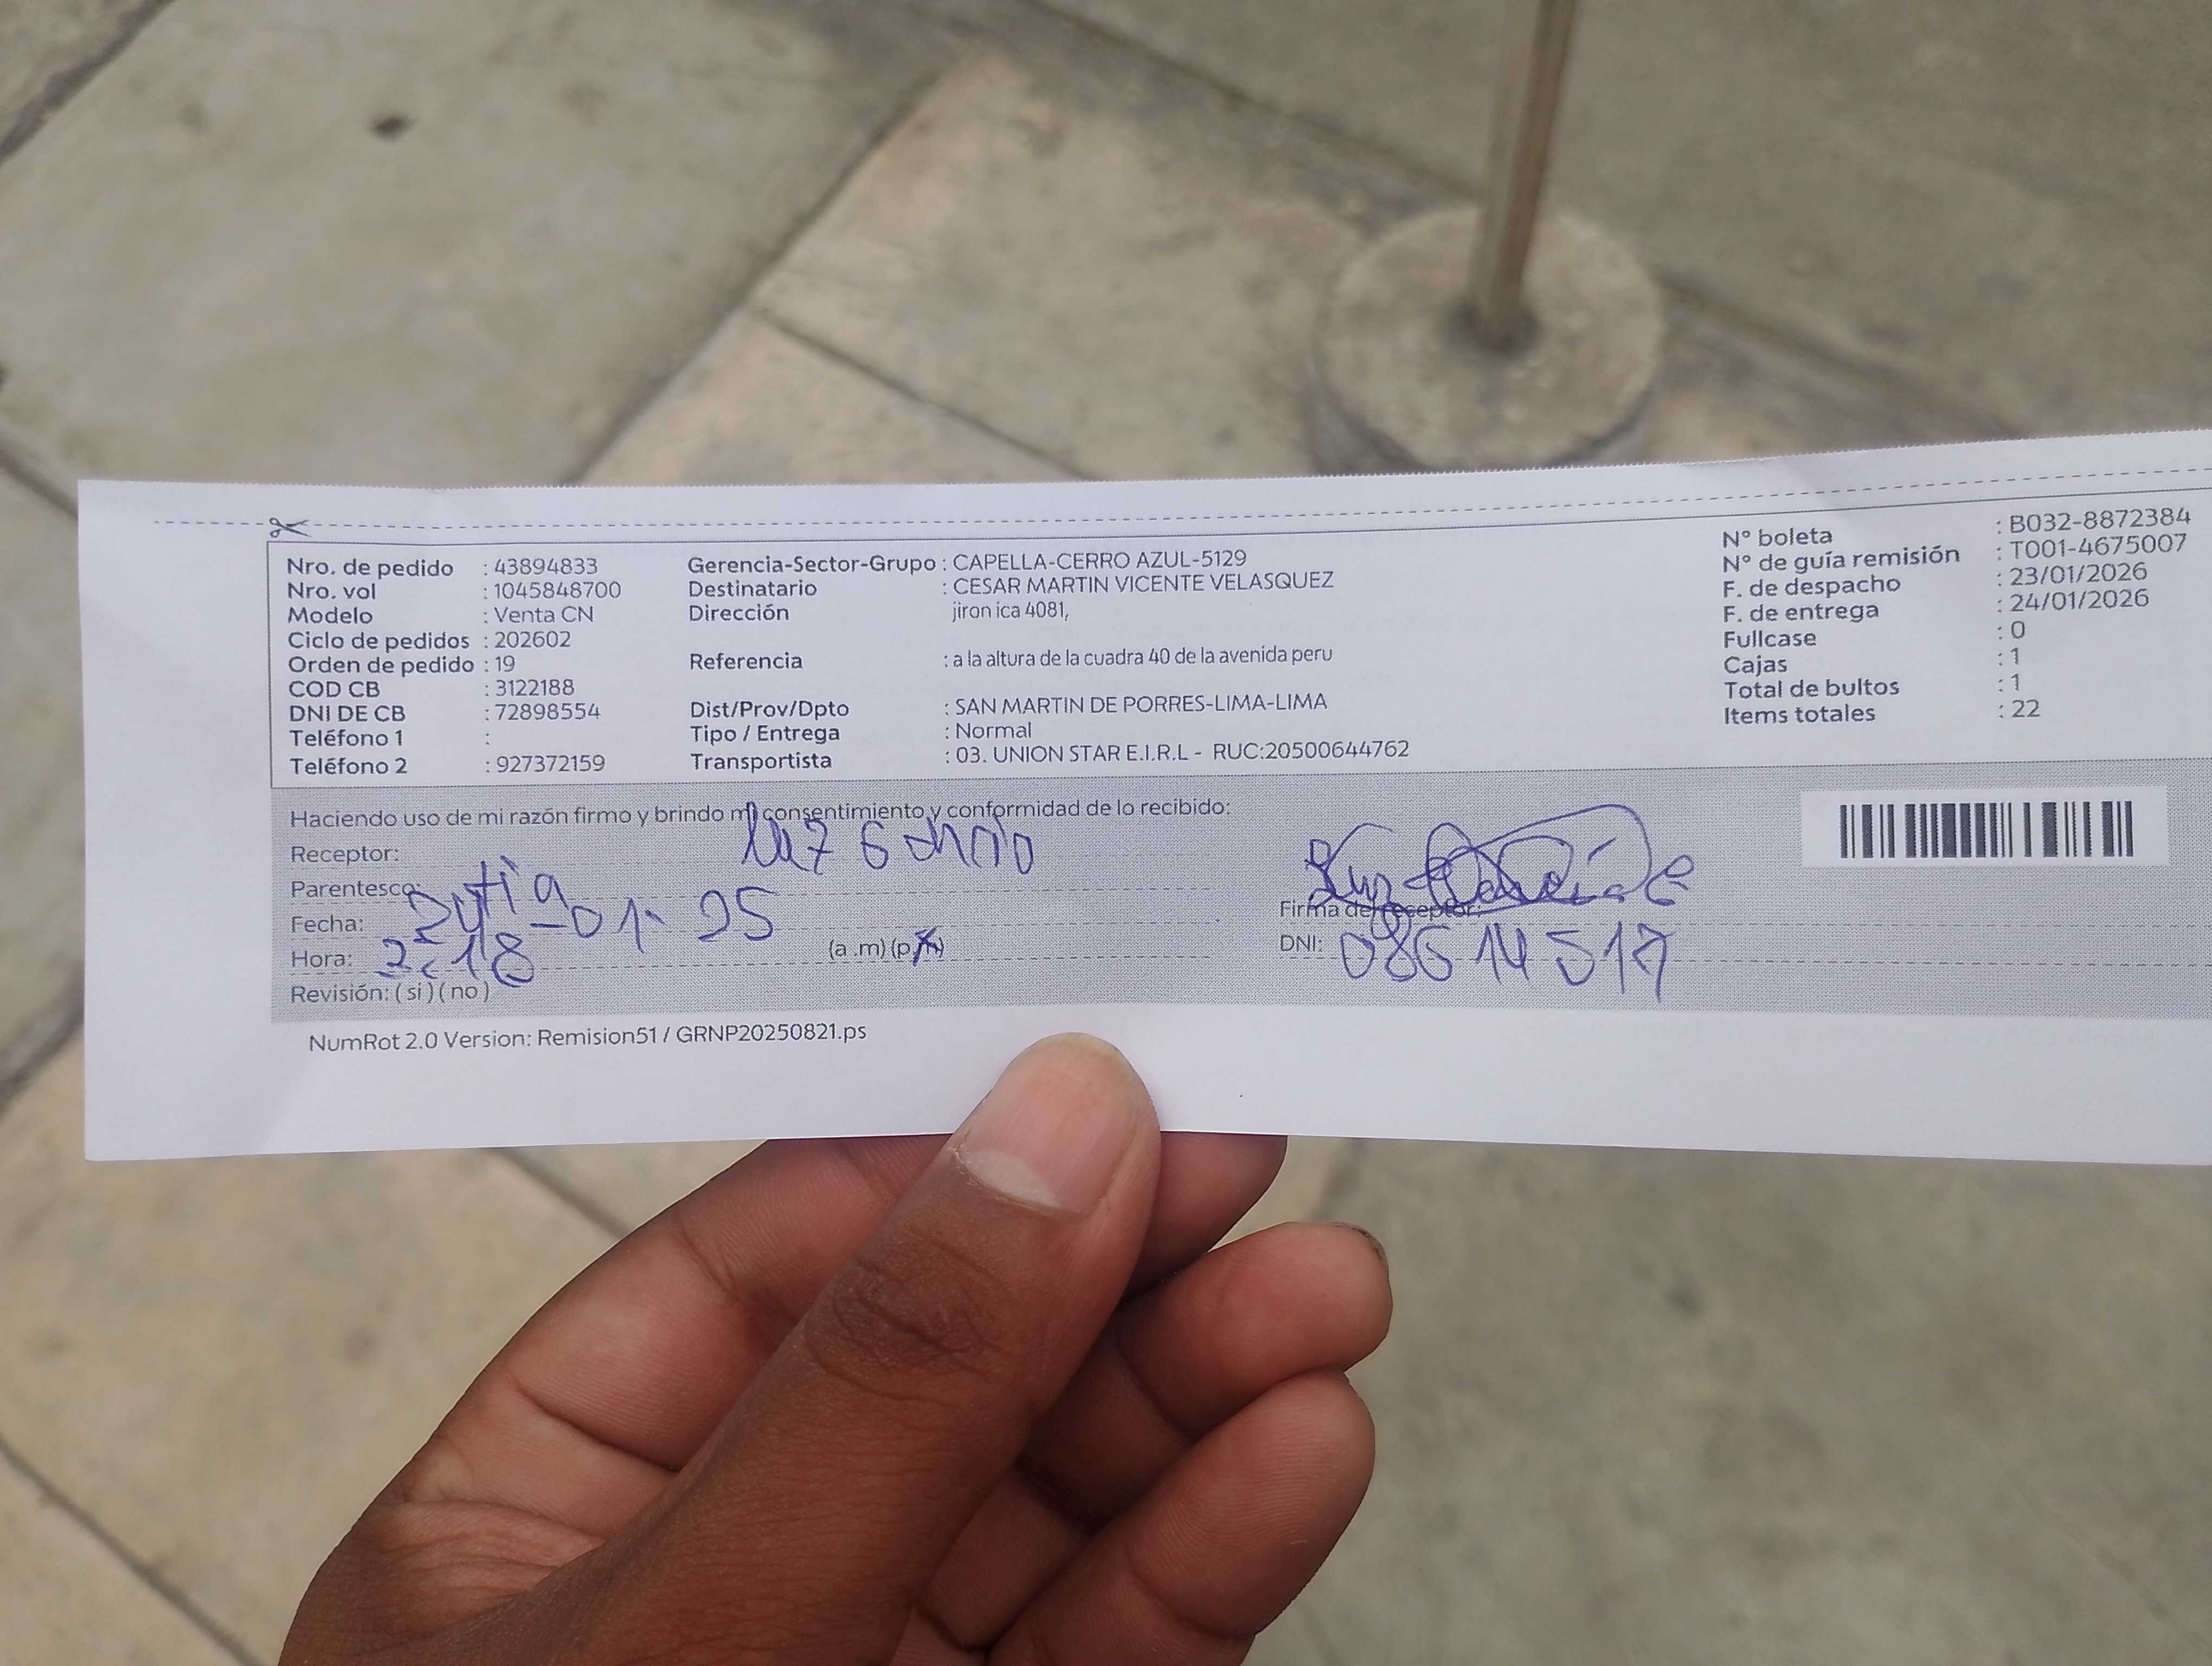 Nro. de pedido : 43894833
Nro. vol : 1045848700
Modelo : Venta CN
Ciclo de pedidos : 202602
Orden de pedido : 19
COD CB : 3122188
DNI DE CB : 72898554
Teléfono 1 :
Teléfono 2 : 927372159
Gerencia-Sector-Grupo : CAPELLA-CERRO AZUL-5129
Destinatario : CESAR MARTIN VICENTE VELASQUEZ
Dirección jiron ica 4081,
Referencia : a la altura de la cuadra 40 de la avenida peru
Dist/Prov/Dpto : SAN MARTIN DE PORRES-LIMA-LIMA
Tipo / Entrega : Normal
Transportista : 03. UNION STAR E.I.R.L - RUC:20500644762
N° boleta : B032-8872384
N° de guía remisión : T001-4675007
F. de despacho : 23/01/2026
F. de entrega : 24/01/2026
Fullcase : 0
Cajas : 1
Total de bultos : 1
Items totales : 22
Haciendo uso de mi razón firmo y brindo mi consentimiento y conformidad de lo recibido:
Receptor:
Parentesco: tia
Fecha: 24-01-25
Hora: 2:18 (a .m) (p.m)
Revisión: ( si ) ( no )
Firma de receptor:
DNI: 08614517
NumRot 2.0 Version: Remision51 / GRNP20250821.ps